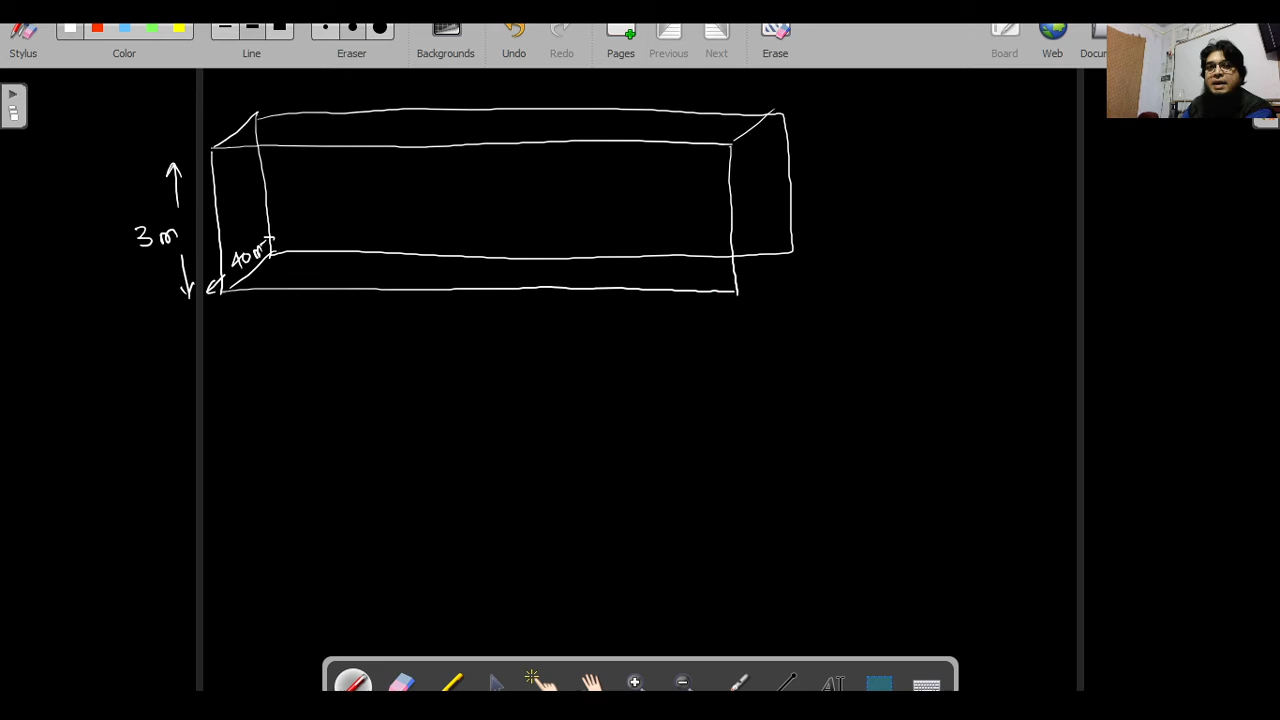 Stylus Color Line Eraser Backgrounds Undo Redo Pages Previous Next Erase Board Web
3 m
40 m